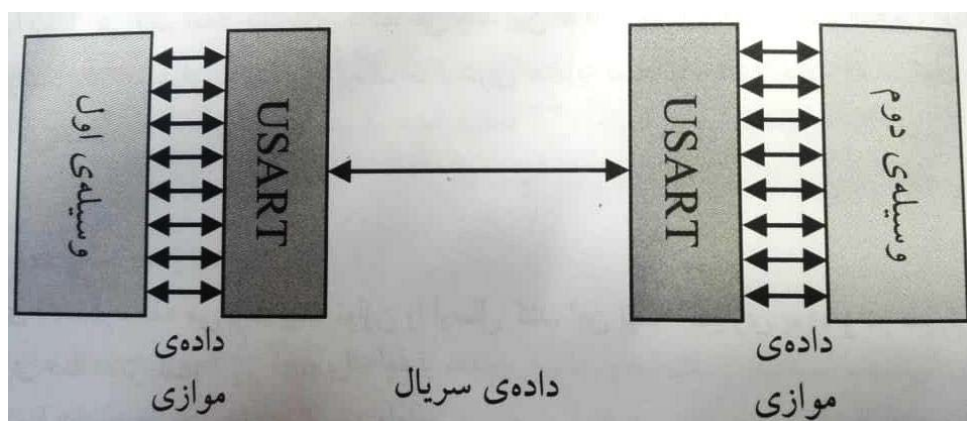 وسیله‌ی اول
USART
USART
وسیله‌ی دوم
داده‌ی
موازی
داده‌ی سریال
داده‌ی
موازی